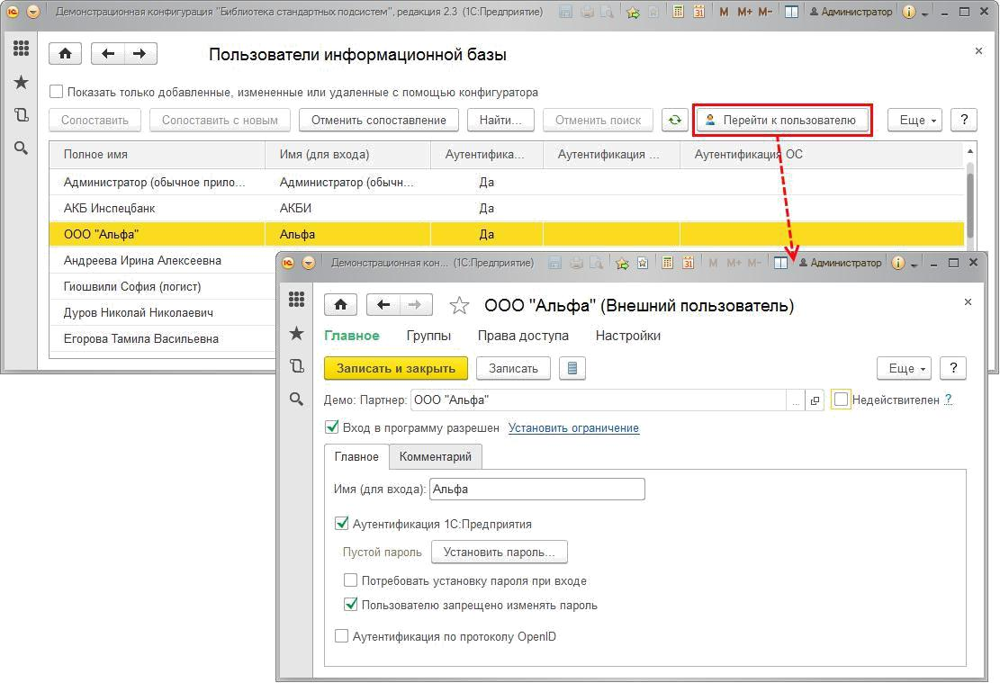 Демонстрационная конфигурация "Библиотека стандартных подсистем", редакция 2.3 (1С:Предприятие) 31 M M+ M- Администратор
Пользователи информационной базы
Показать только добавленные, измененные или удаленные с помощью конфигуратора
Сопоставить Сопоставить с новым Отменить сопоставление Найти... Отменить поиск Перейти к пользователю Еще ?
Полное имя Имя (для входа) Аутентифика... Аутентификация ... Аутентификация ОС
Администратор (обычное прило... Администратор (обычн... Да
АКБ Инспецбанк АКБИ Да
ООО "Альфа" Альфа Да
Андреева Ирина Алексеевна
Гиошвили София (логист)
Дуров Николай Николаевич
Егорова Тамила Васильевна
Демонстрационная кон... (1С:Предприятие) 31 M M+ M- Администратор
ООО "Альфа" (Внешний пользователь)
Главное Группы Права доступа Настройки
Записать и закрыть Записать Еще ?
Демо: Партнер: ООО "Альфа" ... Недействителен ?
Вход в программу разрешен Установить ограничение
Главное Комментарий
Имя (для входа): Альфа
Аутентификация 1С:Предприятия
Пустой пароль Установить пароль...
Потребовать установку пароля при входе
Пользователю запрещено изменять пароль
Аутентификация по протоколу OpenID